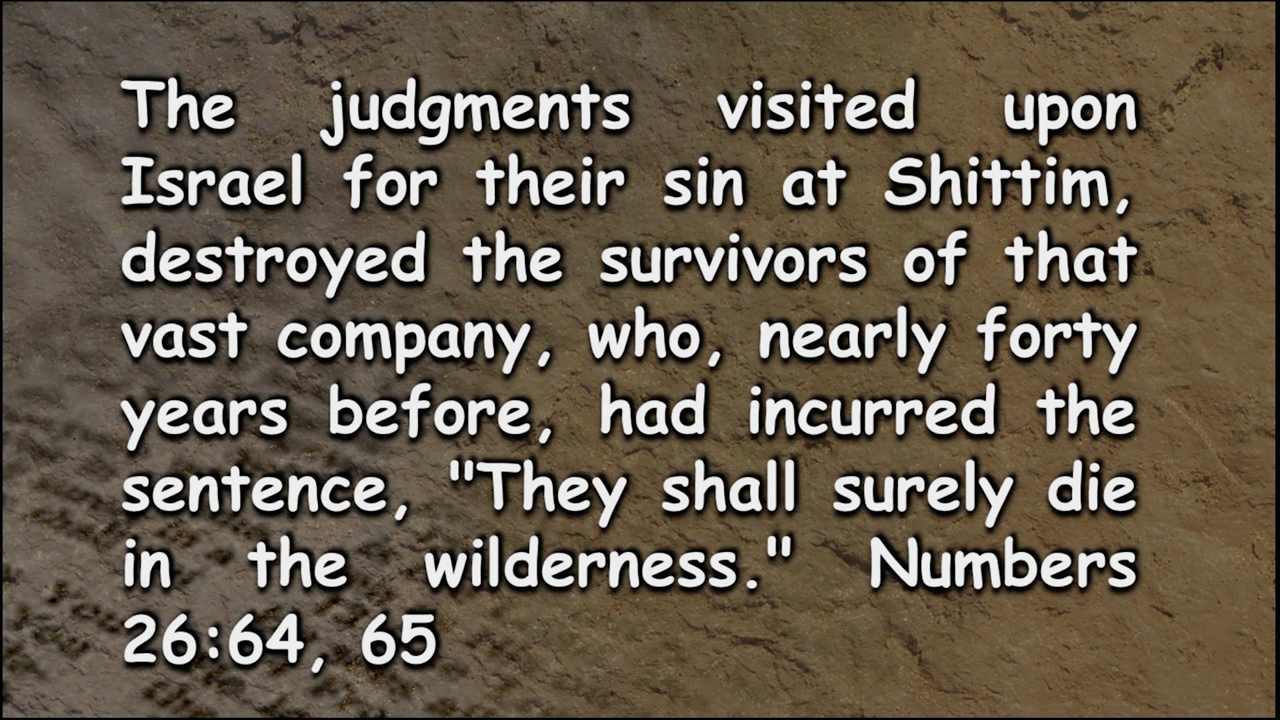 The judgments visited upon
Israel for their sin at Shittim,
destroyed the survivors of that
vast company, who, nearly forty
years before, had incurred the
sentence, "They shall surely die
in the wilderness." Numbers
26:64, 65